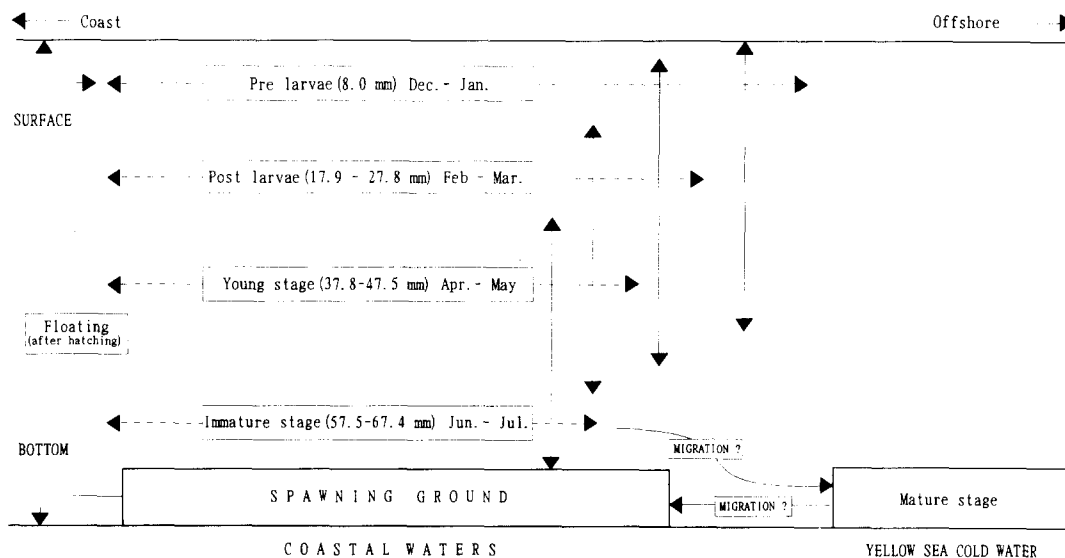 Coast
Offshore
Pre larvae(8.0 mm) Dec.- Jan.
SURFACE
Post larvae(17.9 - 27.8 mm) Feb - Mar.
Young stage(37.8-47.5 mm) Apr.- May
Floating
(after hatching)
Immature stage(57.5-67.4 mm) Jun.- Jul.
BOTTOM
MIGRATION ?
SPAWNING GROUND
MIGRATION ?
Mature stage
COASTAL WATERS
YELLOW SEA COLD WATER